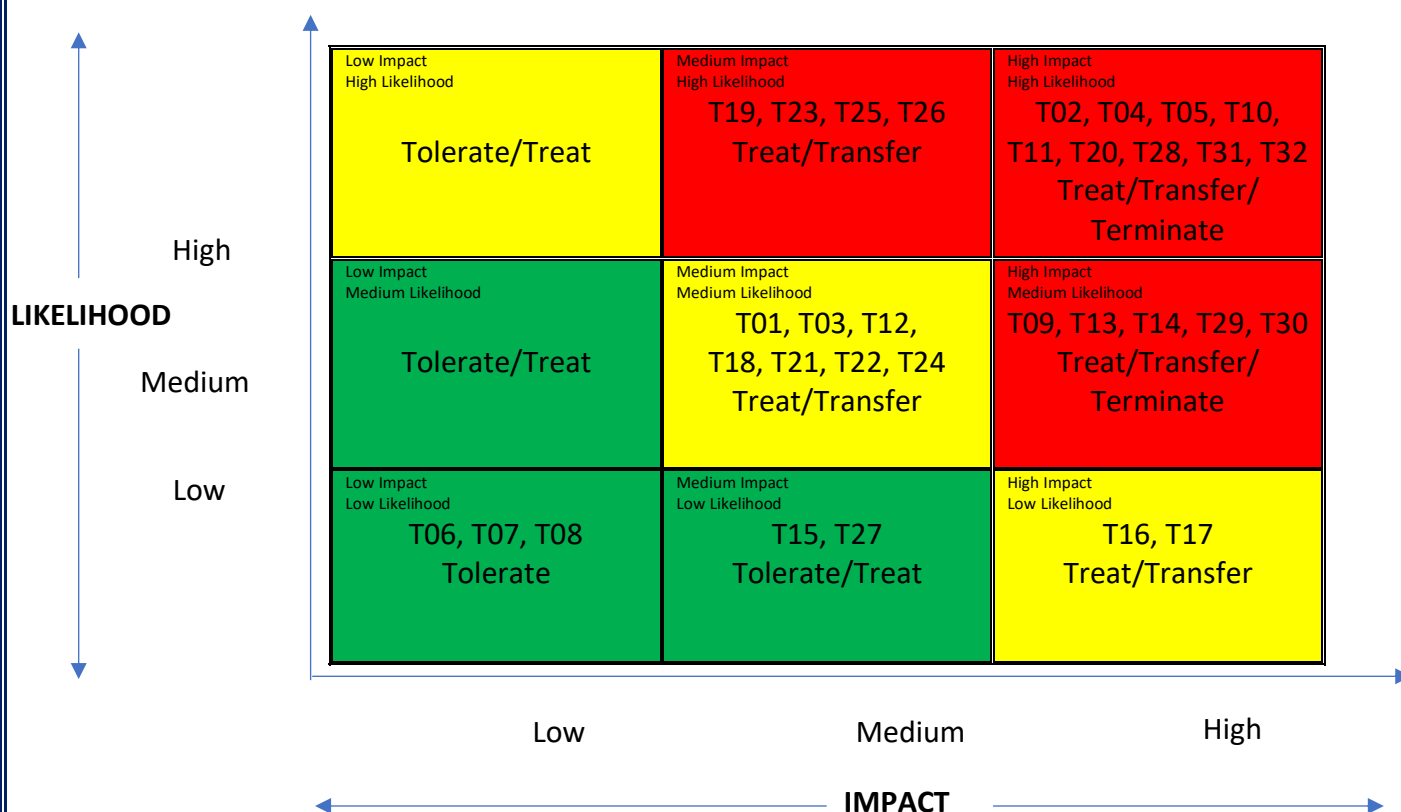 Low Impact
High Likelihood
Tolerate/Treat
Medium Impact
High Likelihood
T19, T23, T25, T26
Treat/Transfer
High Impact
High Likelihood
T02, T04, T05, T10,
T11, T20, T28, T31, T32
Treat/Transfer/
Terminate
High
Low Impact
Medium Likelihood
Tolerate/Treat
Medium Impact
Medium Likelihood
T01, T03, T12,
T18, T21, T22, T24
Treat/Transfer
High Impact
Medium Likelihood
T09, T13, T14, T29, T30
Treat/Transfer/
Terminate
LIKELIHOOD
Medium
Low
Low Impact
Low Likelihood
T06, T07, T08
Tolerate
Medium Impact
Low Likelihood
T15, T27
Tolerate/Treat
High Impact
Low Likelihood
T16, T17
Treat/Transfer
Low
Medium
High
IMPACT